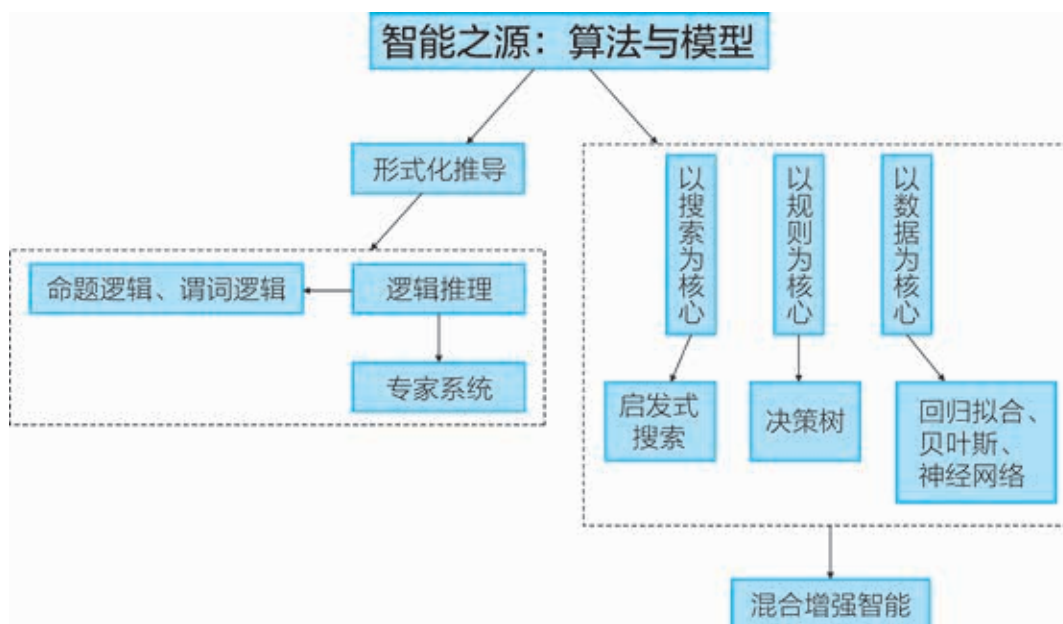 智能之源：算法与模型
形式化推导
命题逻辑、谓词逻辑
逻辑推理
专家系统
以搜索为核心
以规则为核心
以数据为核心
启发式
搜索
决策树
回归拟合、
贝叶斯、
神经网络
混合增强智能